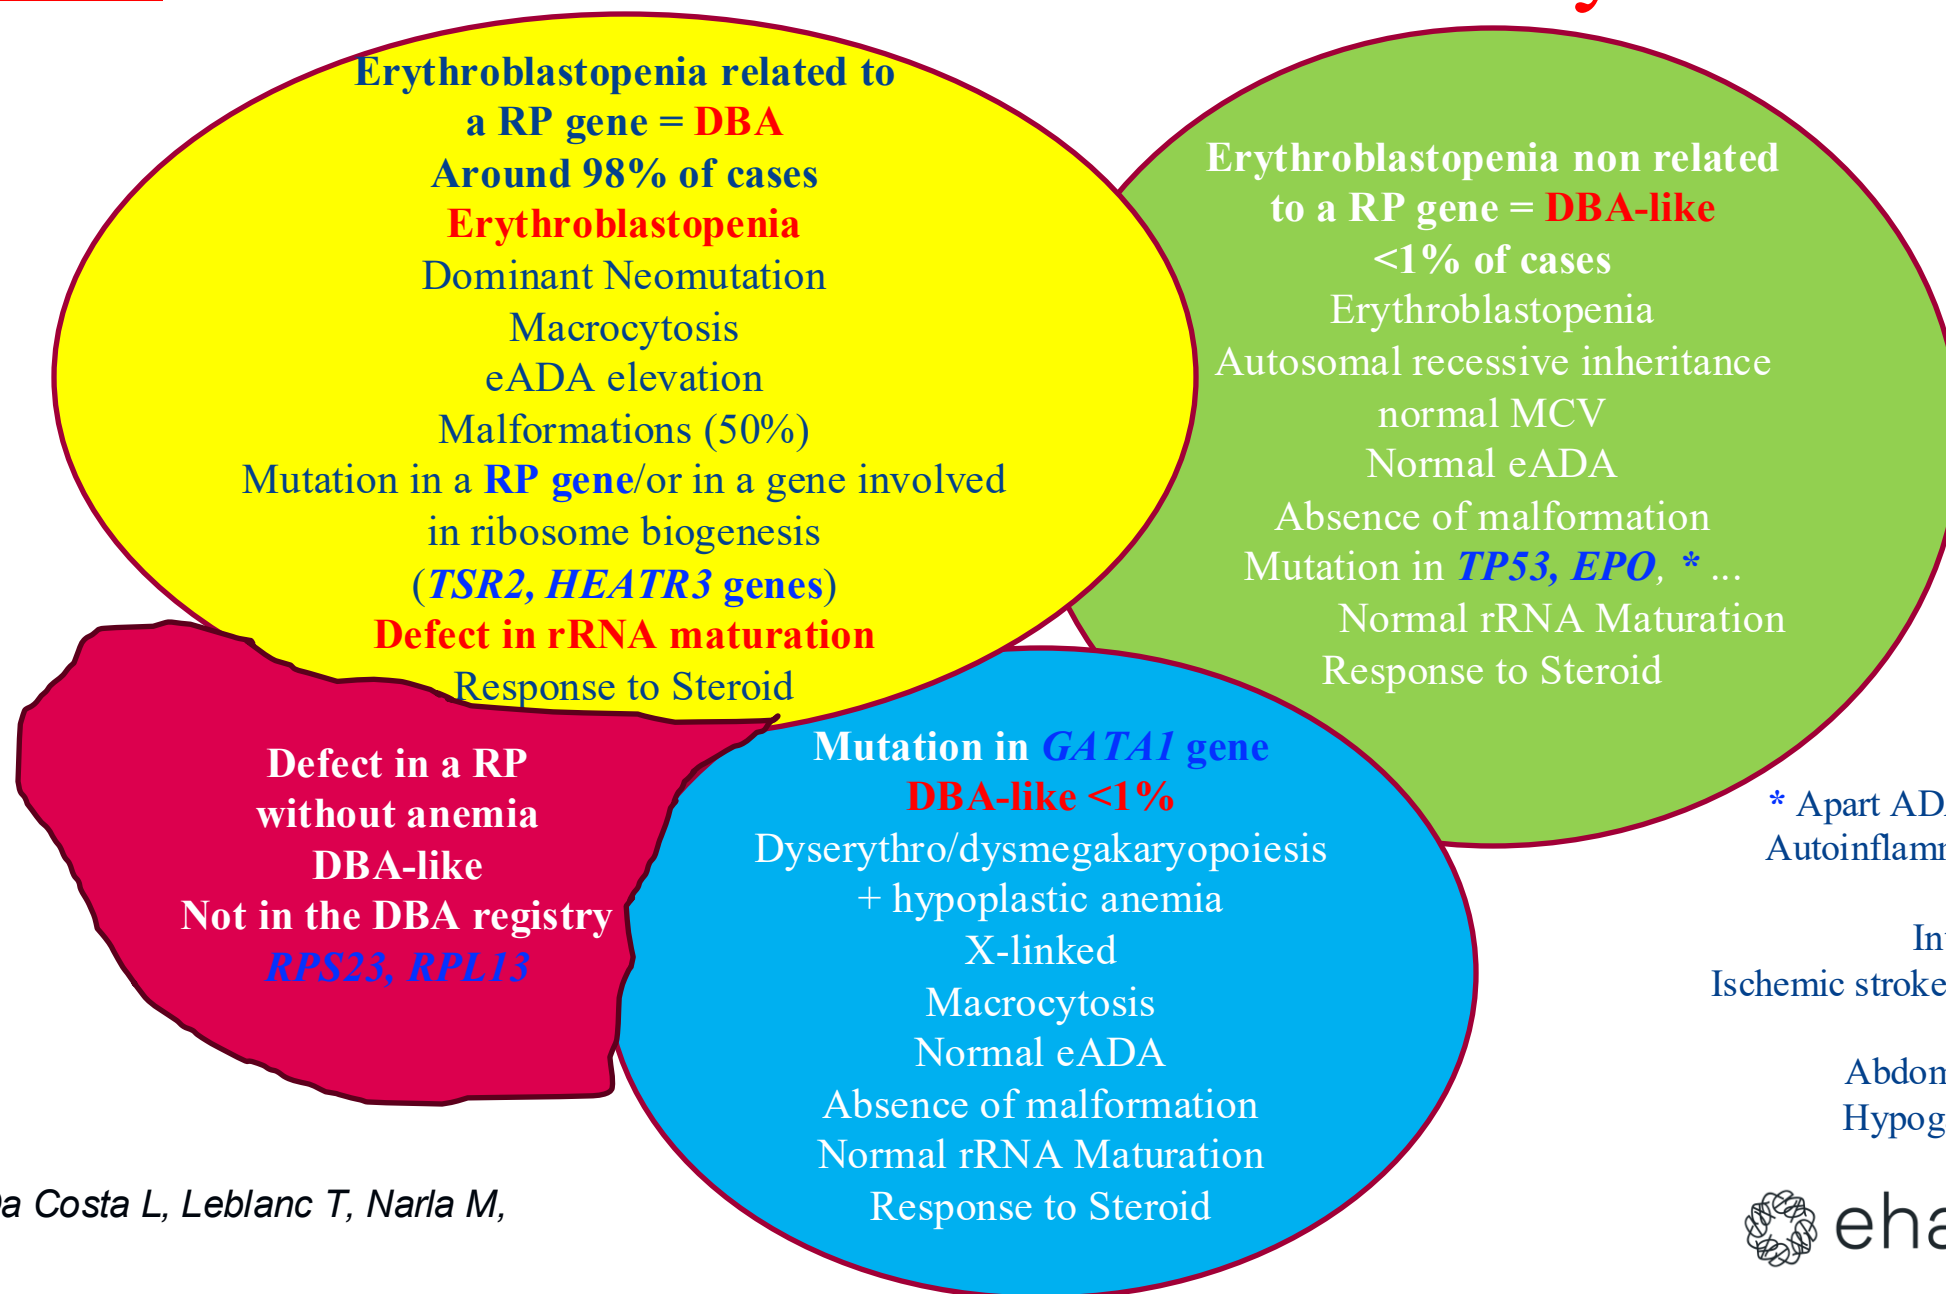 Erythroblastopenia related to
a RP gene = DBA
Around 98% of cases
Erythroblastopenia
Dominant Neomutation
Macrocytosis
eADA elevation
Malformations (50%)
Mutation in a RP gene/or in a gene involved
in ribosome biogenesis
(TSR2, HEATR3 genes)
Defect in rRNA maturation
Response to Steroid
Erythroblastopenia non related
to a RP gene = DBA-like
<1% of cases
Erythroblastopenia
Autosomal recessive inheritance
normal MCV
Normal eADA
Absence of malformation
Mutation in TP53, EPO, * ...
Normal rRNA Maturation
Response to Steroid
Defect in a RP
without anemia
DBA-like
Not in the DBA registry
RPS23, RPL13
Mutation in GATA1 gene
DBA-like <1%
Dyserythro/dysmegakaryopoiesis
+ hypoplastic anemia
X-linked
Macrocytosis
Normal eADA
Absence of malformation
Normal rRNA Maturation
Response to Steroid
* Apart
Ischemic stroke
Costa L, Leblanc T, Narla M,
eha